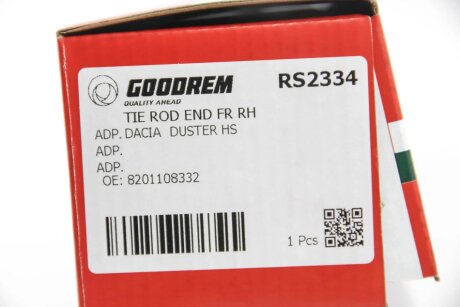 GOODREM
QUALITY AHEAD
RS2334
TIE ROD END FR RH
ADP. DACIA DUSTER HS
ADP.
ADP.
OE: 8201108332
1 Pcs